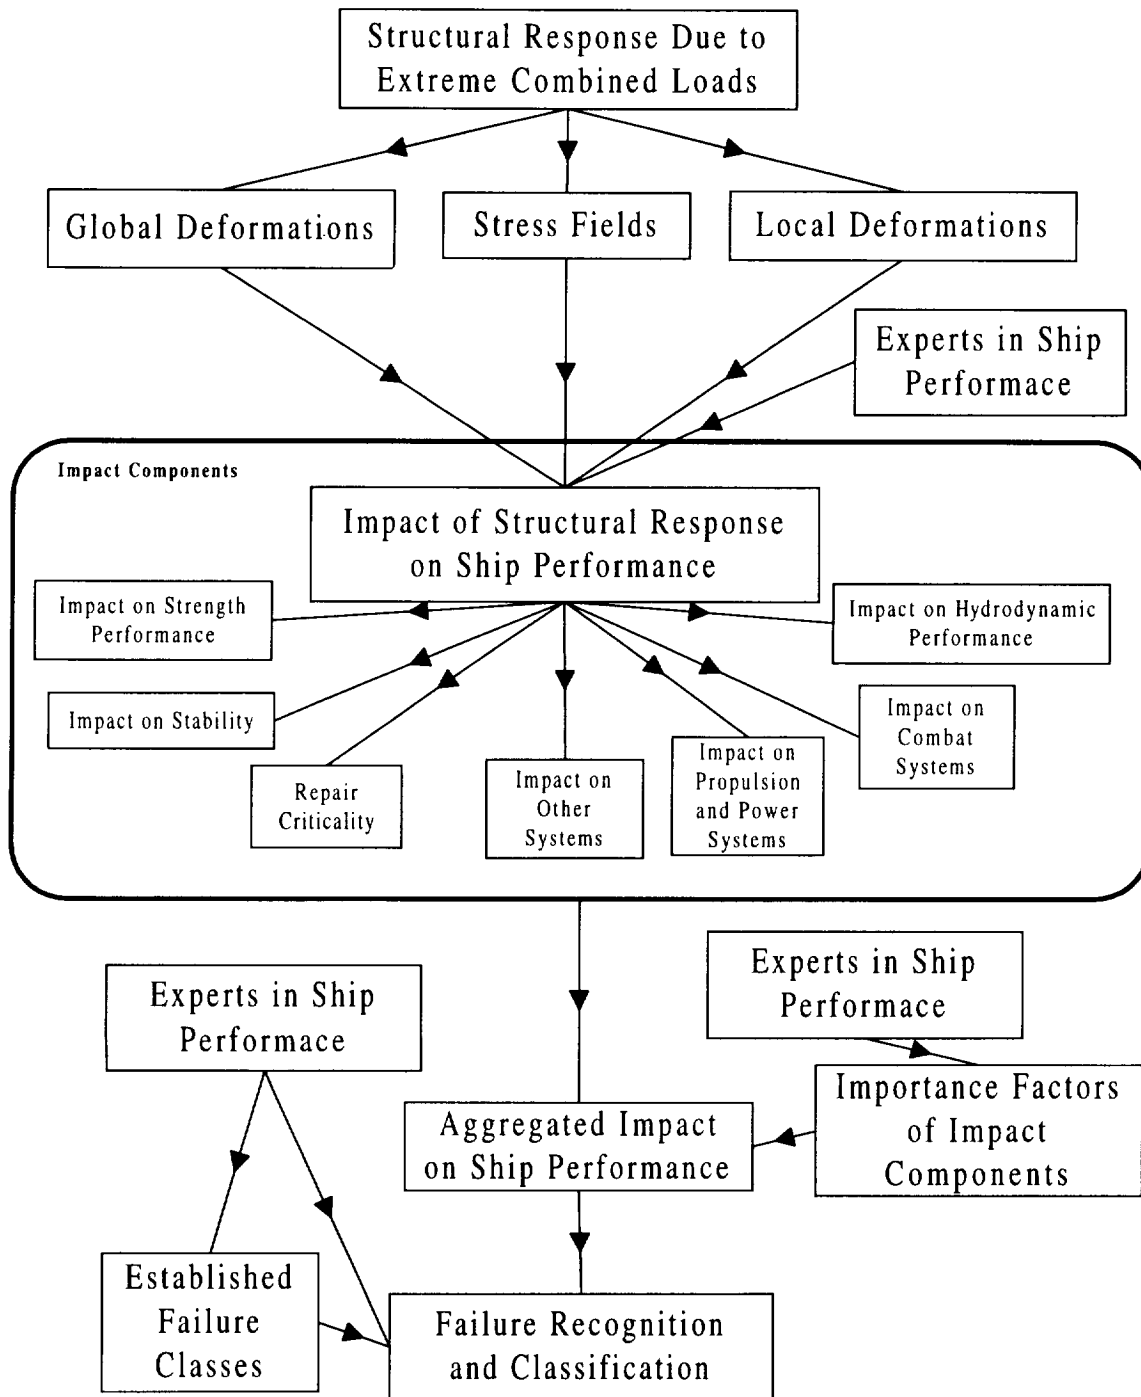 Structural Response Due to
Extreme Combined Loads
Global Deformations
Stress Fields
Local Deformations
Experts in Ship
Performace
Impact Components
Impact of Structural Response
on Ship Performance
Impact on Strength
Performance
Impact on Hydrodynamic
Performance
Impact on Stability
Impact on
Combat
Systems
Repair
Criticality
Impact on
Other
Systems
Impact on
Propulsion
and Power
Systems
Experts in Ship
Performace
Experts in Ship
Performace
Importance Factors
of Impact
Components
Aggregated Impact
on Ship Performance
Established
Failure
Classes
Failure Recognition
and Classification